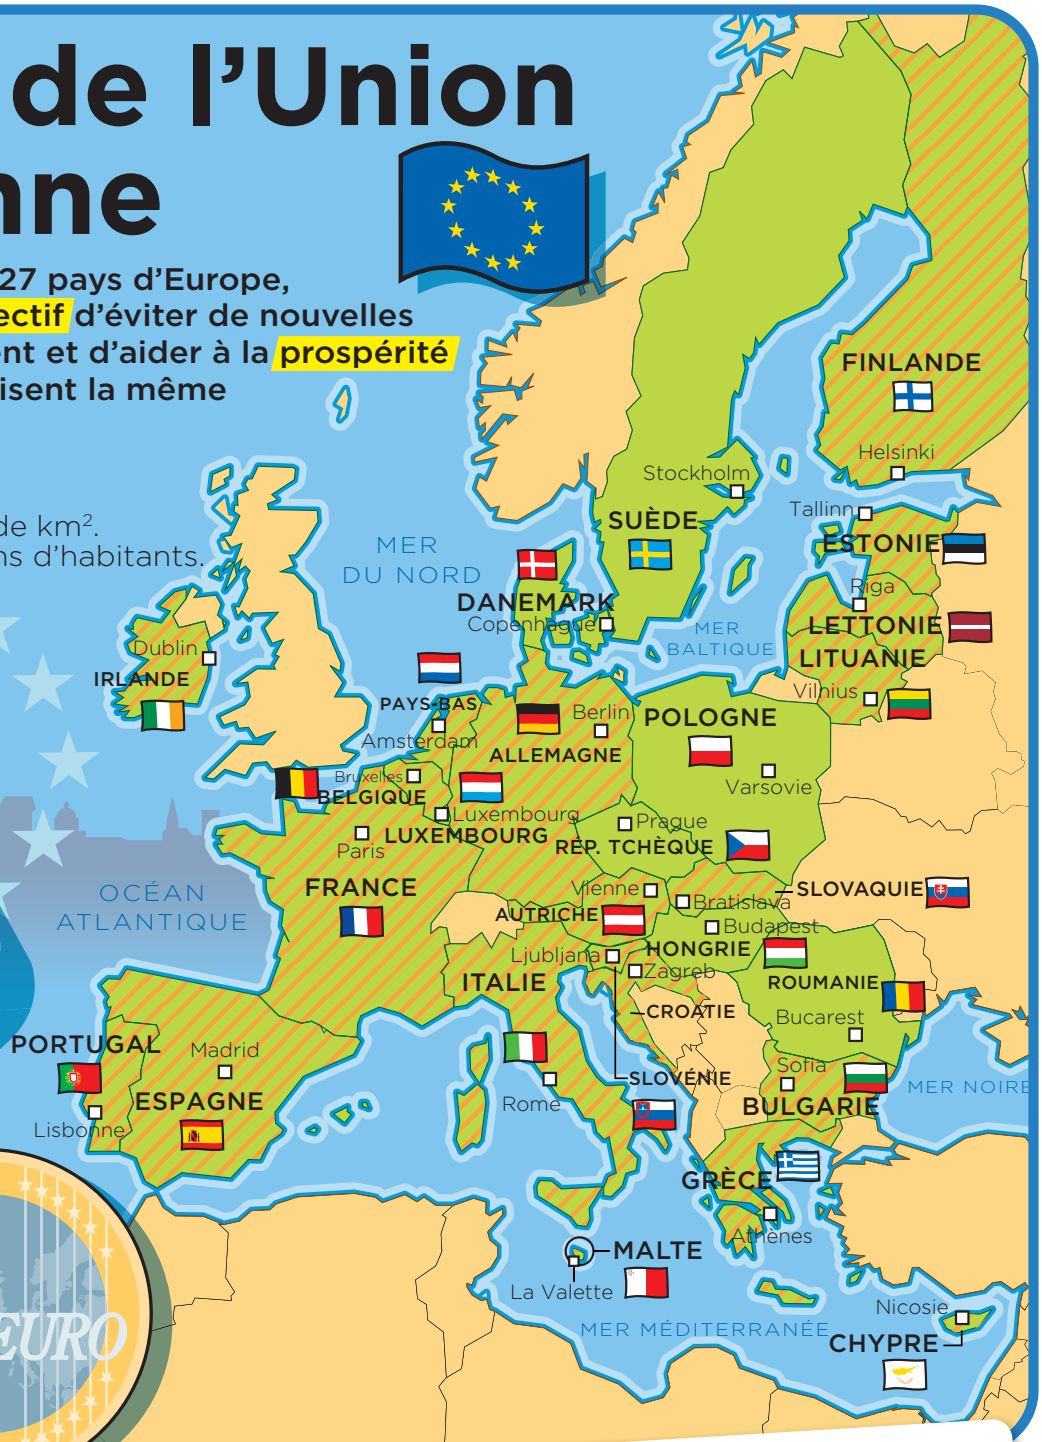 de l’Union
nne
27 pays d’Europe,
ectif d’éviter de nouvelles
ent et d'aider à la prospérité
isent la même
de km².
ns d’habitants.
FINLANDE
Helsinki
Stockholm
Tallinn
SUÈDE
ESTONIE
MER
DU NORD
Riga
DANEMARK
Copenhague
LETTONIE
MER
BALTIQUE
LITUANIE
Dublin
IRLANDE
Vilnius
PAYS-BAS
Amsterdam
Berlin
POLOGNE
ALLEMAGNE
Bruxelles
BELGIQUE
Varsovie
Luxembourg
LUXEMBOURG
Prague
RÉP. TCHÈQUE
Paris
FRANCE
OCÉAN
ATLANTIQUE
Vienne
AUTRICHE
Bratislava
SLOVAQUIE
Budapest
HONGRIE
Ljubljana
Zagreb
ITALIE
ROUMANIE
CROATIE
Bucarest
PORTUGAL
Madrid
ESPAGNE
Lisbonne
SLOVÉNIE
Sofia
BULGARIE
MER NOIRE
Rome
GRÈCE
Athènes
MALTE
La Valette
MER MÉDITERRANÉE
Nicosie
CHYPRE
EURO